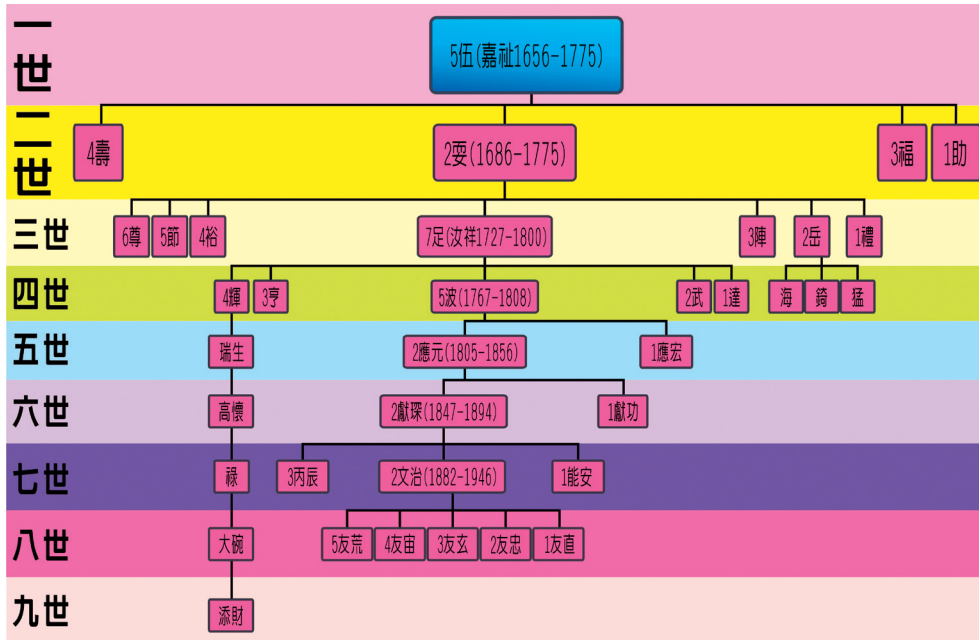 一世
5伍(嘉祉1656-1775)
二世
4壽 2耍(1686-1775) 3福 1助
三世
6尊 5節 4裕 7足(汝祥1727-1800) 3陣 2岳 1禮
四世
4輝 3亨 5波(1767-1808) 2武 1達 海 錡 猛
五世
瑞生 2應元(1805-1856) 1應宏
六世
高懷 2獻琛(1847-1894) 1獻功
七世
祿 3丙辰 2文治(1882-1946) 1能安
八世
大碗 5友荒 4友宙 3友玄 2友忠 1友直
九世
添財